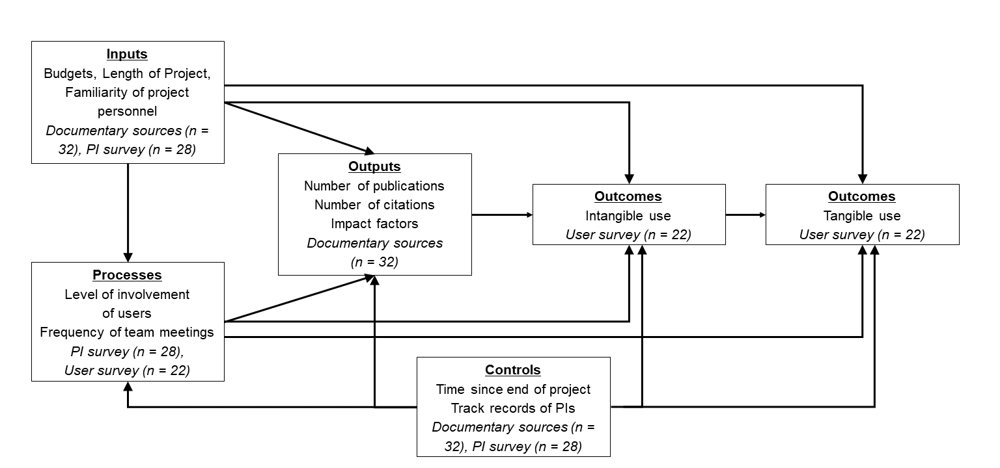 Inputs
Budgets, Length of Project,
Familiarity of project
personnel
Documentary sources (n =
32), PI survey (n = 28)
Outputs
Number of publications
Number of citations
Impact factors
Documentary sources
(n = 32)
Outcomes
Intangible use
User survey (n = 22)
Outcomes
Tangible use
User survey (n = 22)
Processes
Level of involvement
of users
Frequency of team meetings
PI survey (n = 28),
User survey (n = 22)
Controls
Time since end of project
Track records of PIs
Documentary sources (n =
32), PI survey (n = 28)